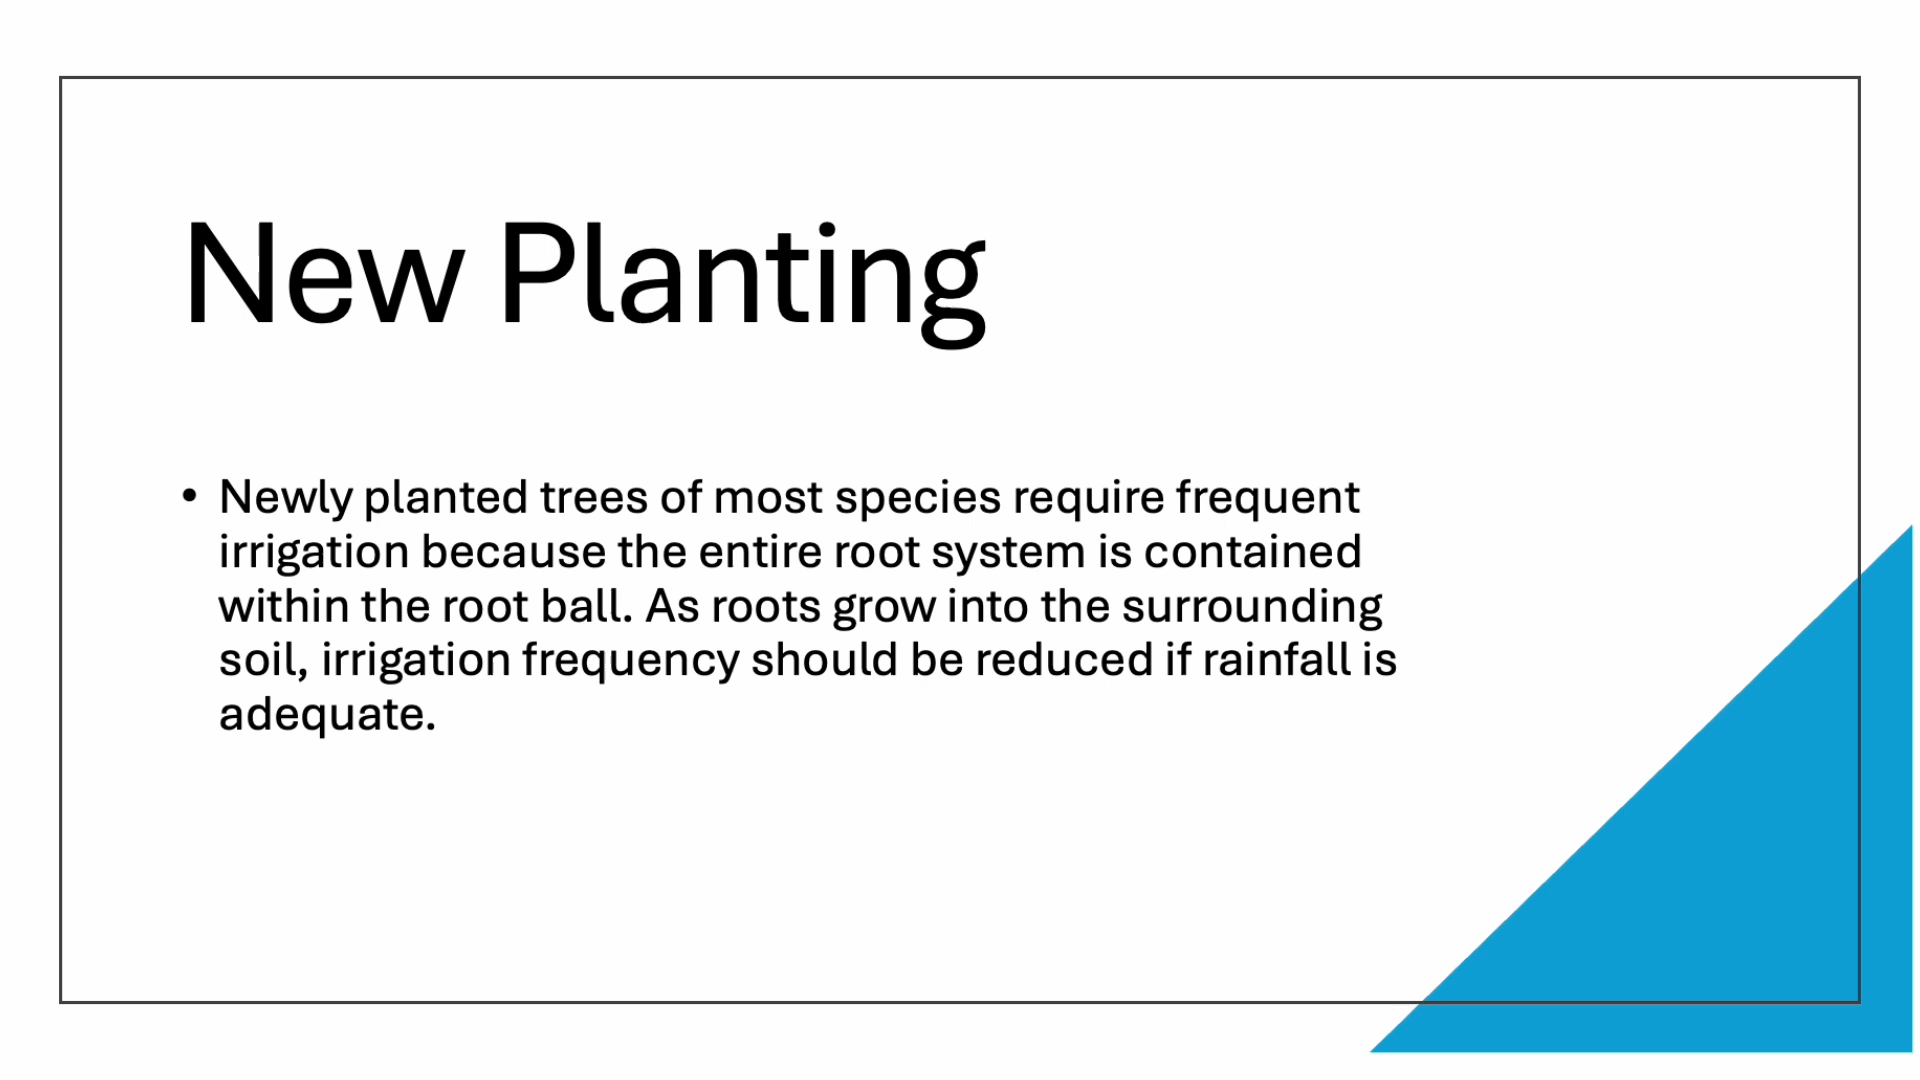 New Planting
• Newly planted trees of most species require frequent
irrigation because the entire root system is contained
within the root ball. As roots grow into the surrounding
soil, irrigation frequency should be reduced if rainfall is
adequate.